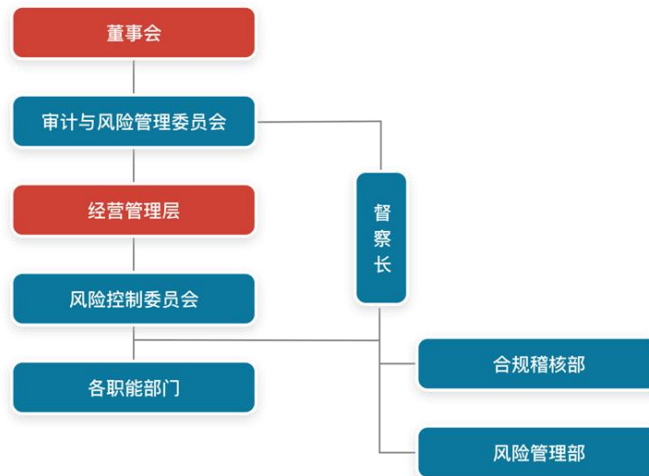 董事会
审计与风险管理委员会
经营管理层
督察长
风险控制委员会
各职能部门
合规稽核部
风险管理部